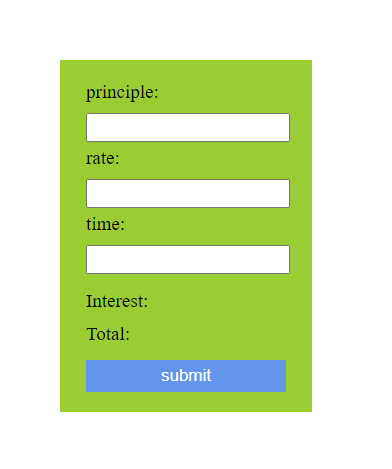 principle:
rate:
time:
Interest:
Total:
submit